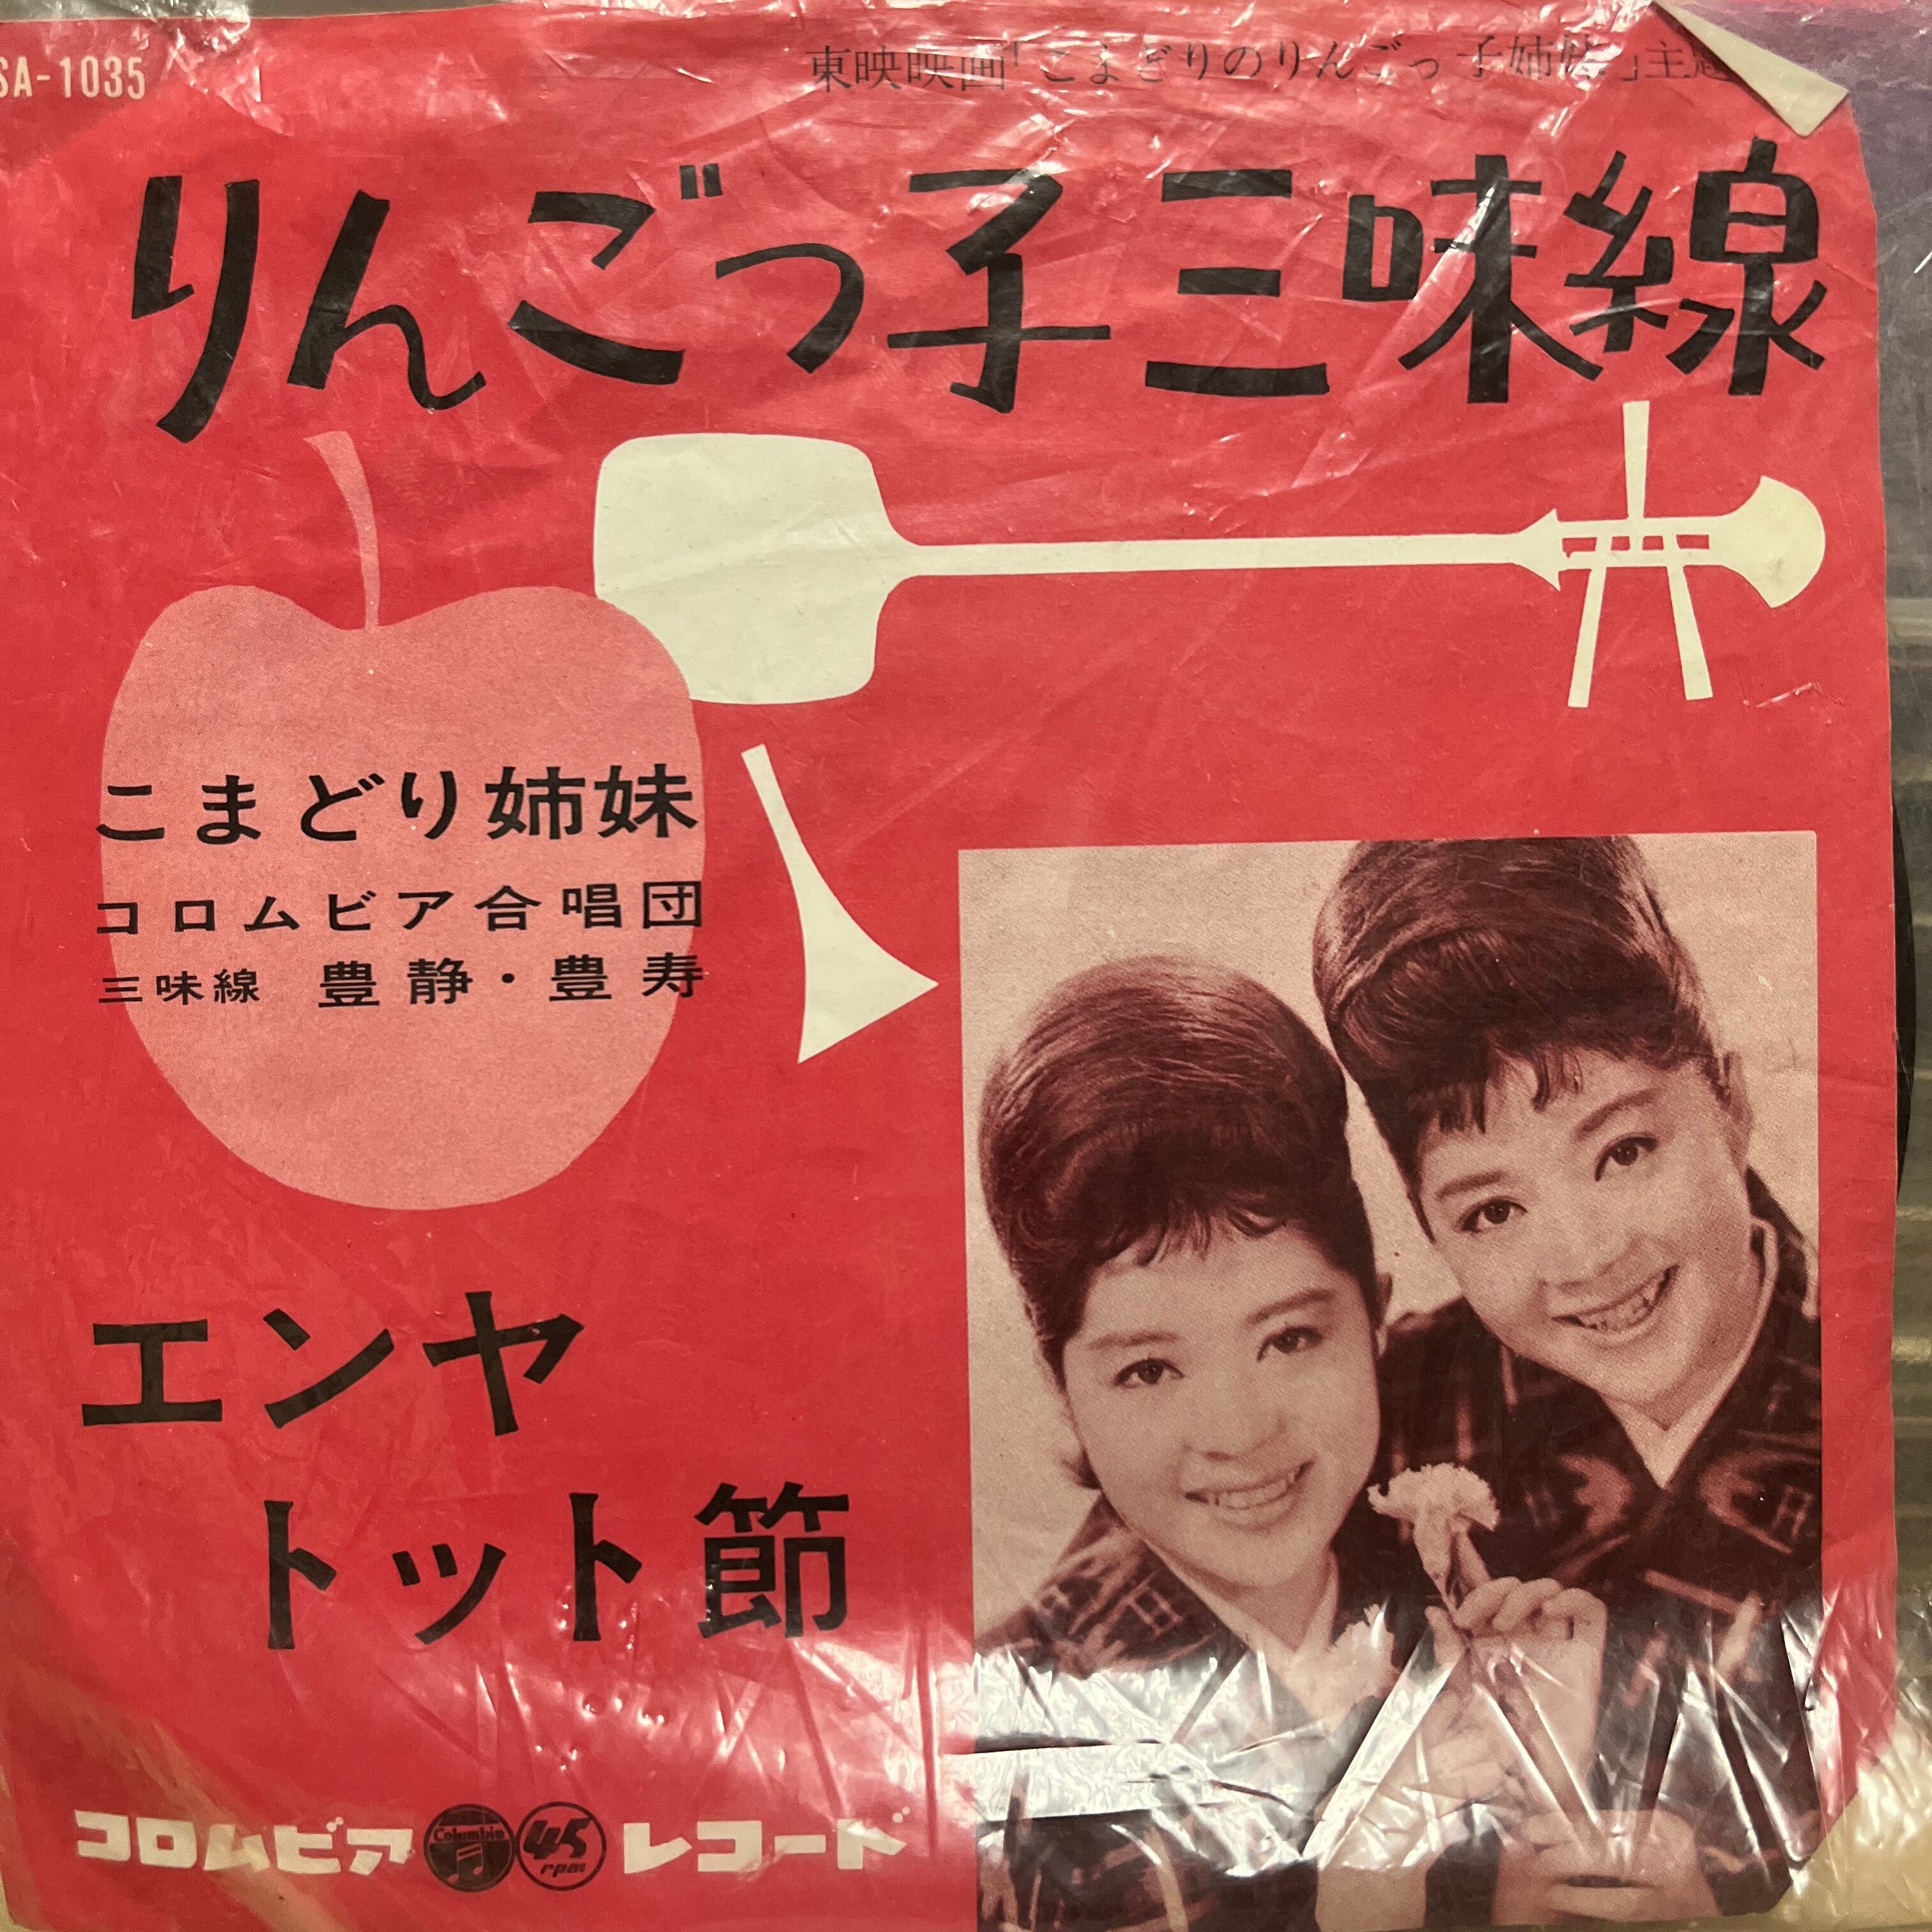 SA-1035
東映映画「こまどりのりんごっ子姉妹」主題
りんごっ子三味線
こまどり姉妹
コロムビア合唱団
三味線 豊静・豊寿
エンヤ
トット節
コロムビア Columbia 45 rpm レコード